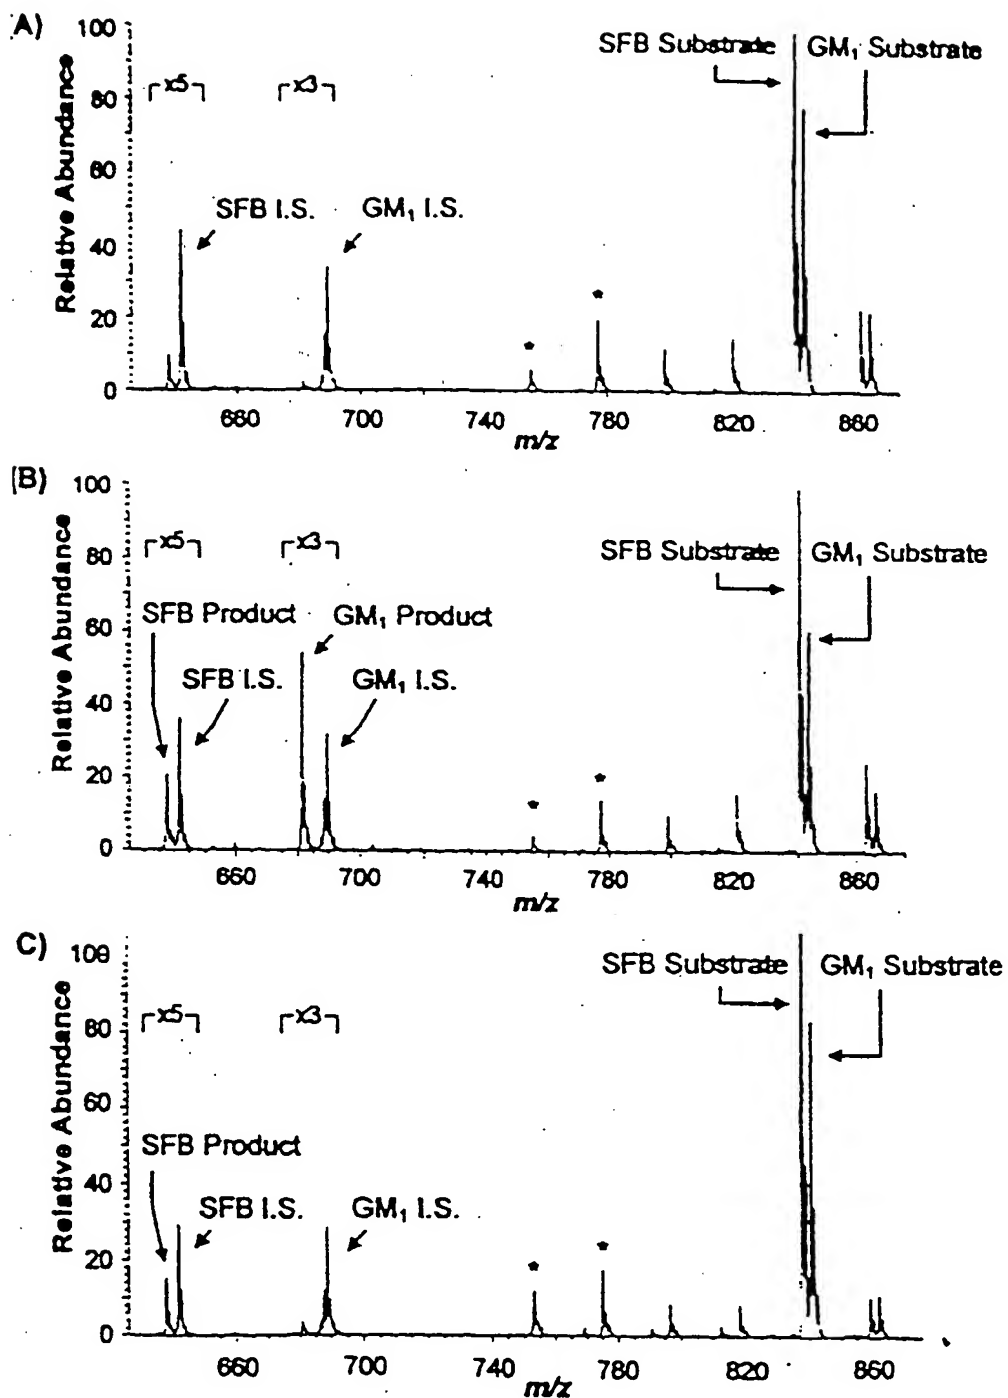 A)
SFB Substrate
GM₁ Substrate
x5
x3
SFB I.S.
GM₁ I.S.
*
*
Relative Abundance
100
80
60
40
20
0
660
700
740
780
820
860
m/z
B)
SFB Substrate
GM₁ Substrate
x5
x3
SFB Product
GM₁ Product
SFB I.S.
GM₁ I.S.
*
*
Relative Abundance
100
80
60
40
20
0
660
700
740
780
820
860
m/z
C)
SFB Substrate
GM₁ Substrate
x5
x3
SFB Product
SFB I.S.
GM₁ I.S.
*
*
Relative Abundance
100
80
60
40
20
0
660
700
740
780
820
860
m/z